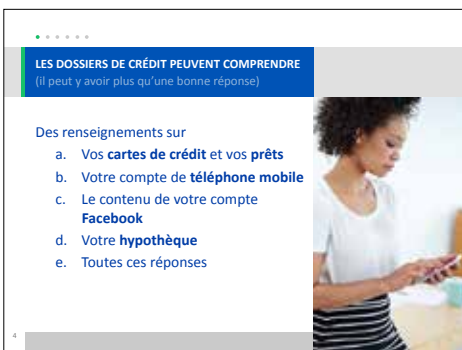 LES DOSSIERS DE CRÉDIT PEUVENT COMPRENDRE
(il peut y avoir plus qu'une bonne réponse)
Des renseignements sur
a. Vos cartes de crédit et vos prêts
b. Votre compte de téléphone mobile
c. Le contenu de votre compte
Facebook
d. Votre hypothèque
e. Toutes ces réponses
4